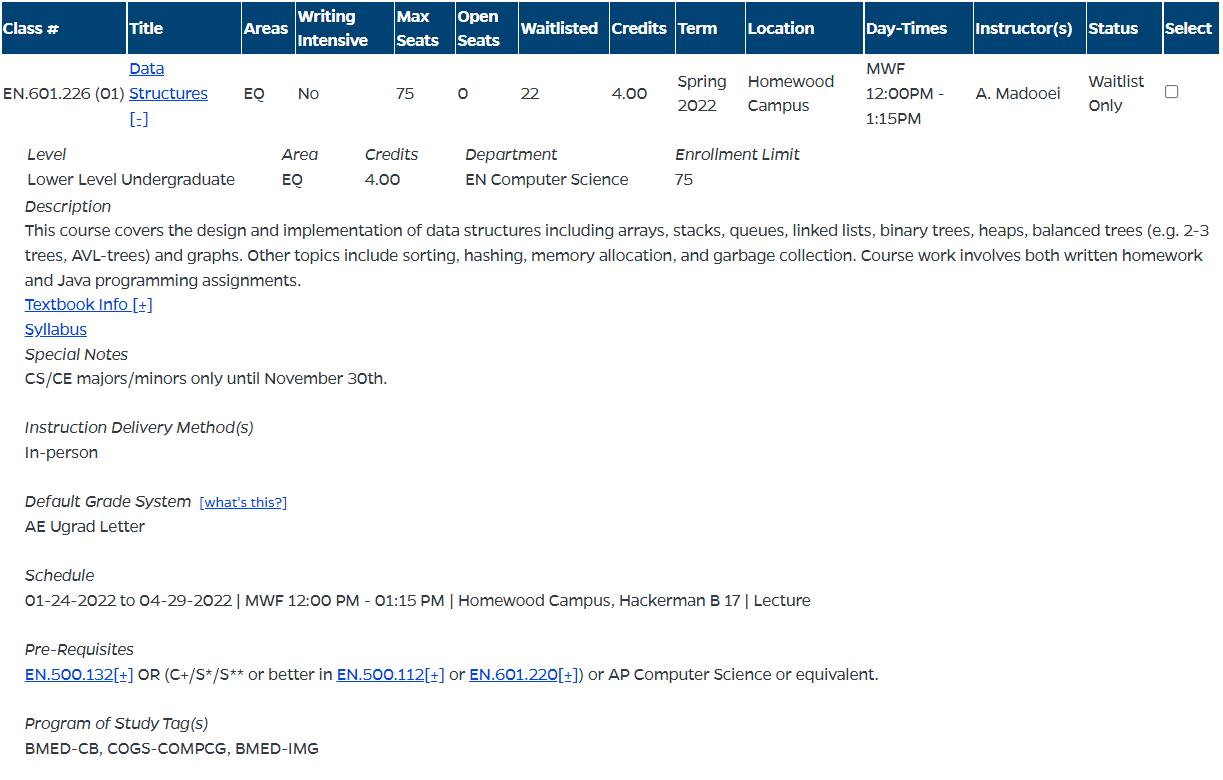 Class # Title Areas Writing Intensive Max Seats Open Seats Waitlisted Credits Term Location Day-Times Instructor(s) Status Select
EN.601.226 (01) Data Structures [-] EQ No 75 0 22 4.00 Spring 2022 Homewood Campus MWF 12:00PM - 1:15PM A. Madooei Waitlist Only
Level Area Credits Department Enrollment Limit
Lower Level Undergraduate EQ 4.00 EN Computer Science 75
Description
This course covers the design and implementation of data structures including arrays, stacks, queues, linked lists, binary trees, heaps, balanced trees (e.g. 2-3
trees, AVL-trees) and graphs. Other topics include sorting, hashing, memory allocation, and garbage collection. Course work involves both written homework
and Java programming assignments.
Textbook Info [+]
Syllabus
Special Notes
CS/CE majors/minors only until November 30th.
Instruction Delivery Method(s)
In-person
Default Grade System [what's this?]
AE Ugrad Letter
Schedule
01-24-2022 to 04-29-2022 | MWF 12:00 PM - 01:15 PM | Homewood Campus, Hackerman B 17 | Lecture
Pre-Requisites
EN.500.132[+] OR (C+/S*/S** or better in EN.500.112[+] or EN.601.220[+]) or AP Computer Science or equivalent.
Program of Study Tag(s)
BMED-CB, COGS-COMPCG, BMED-IMG